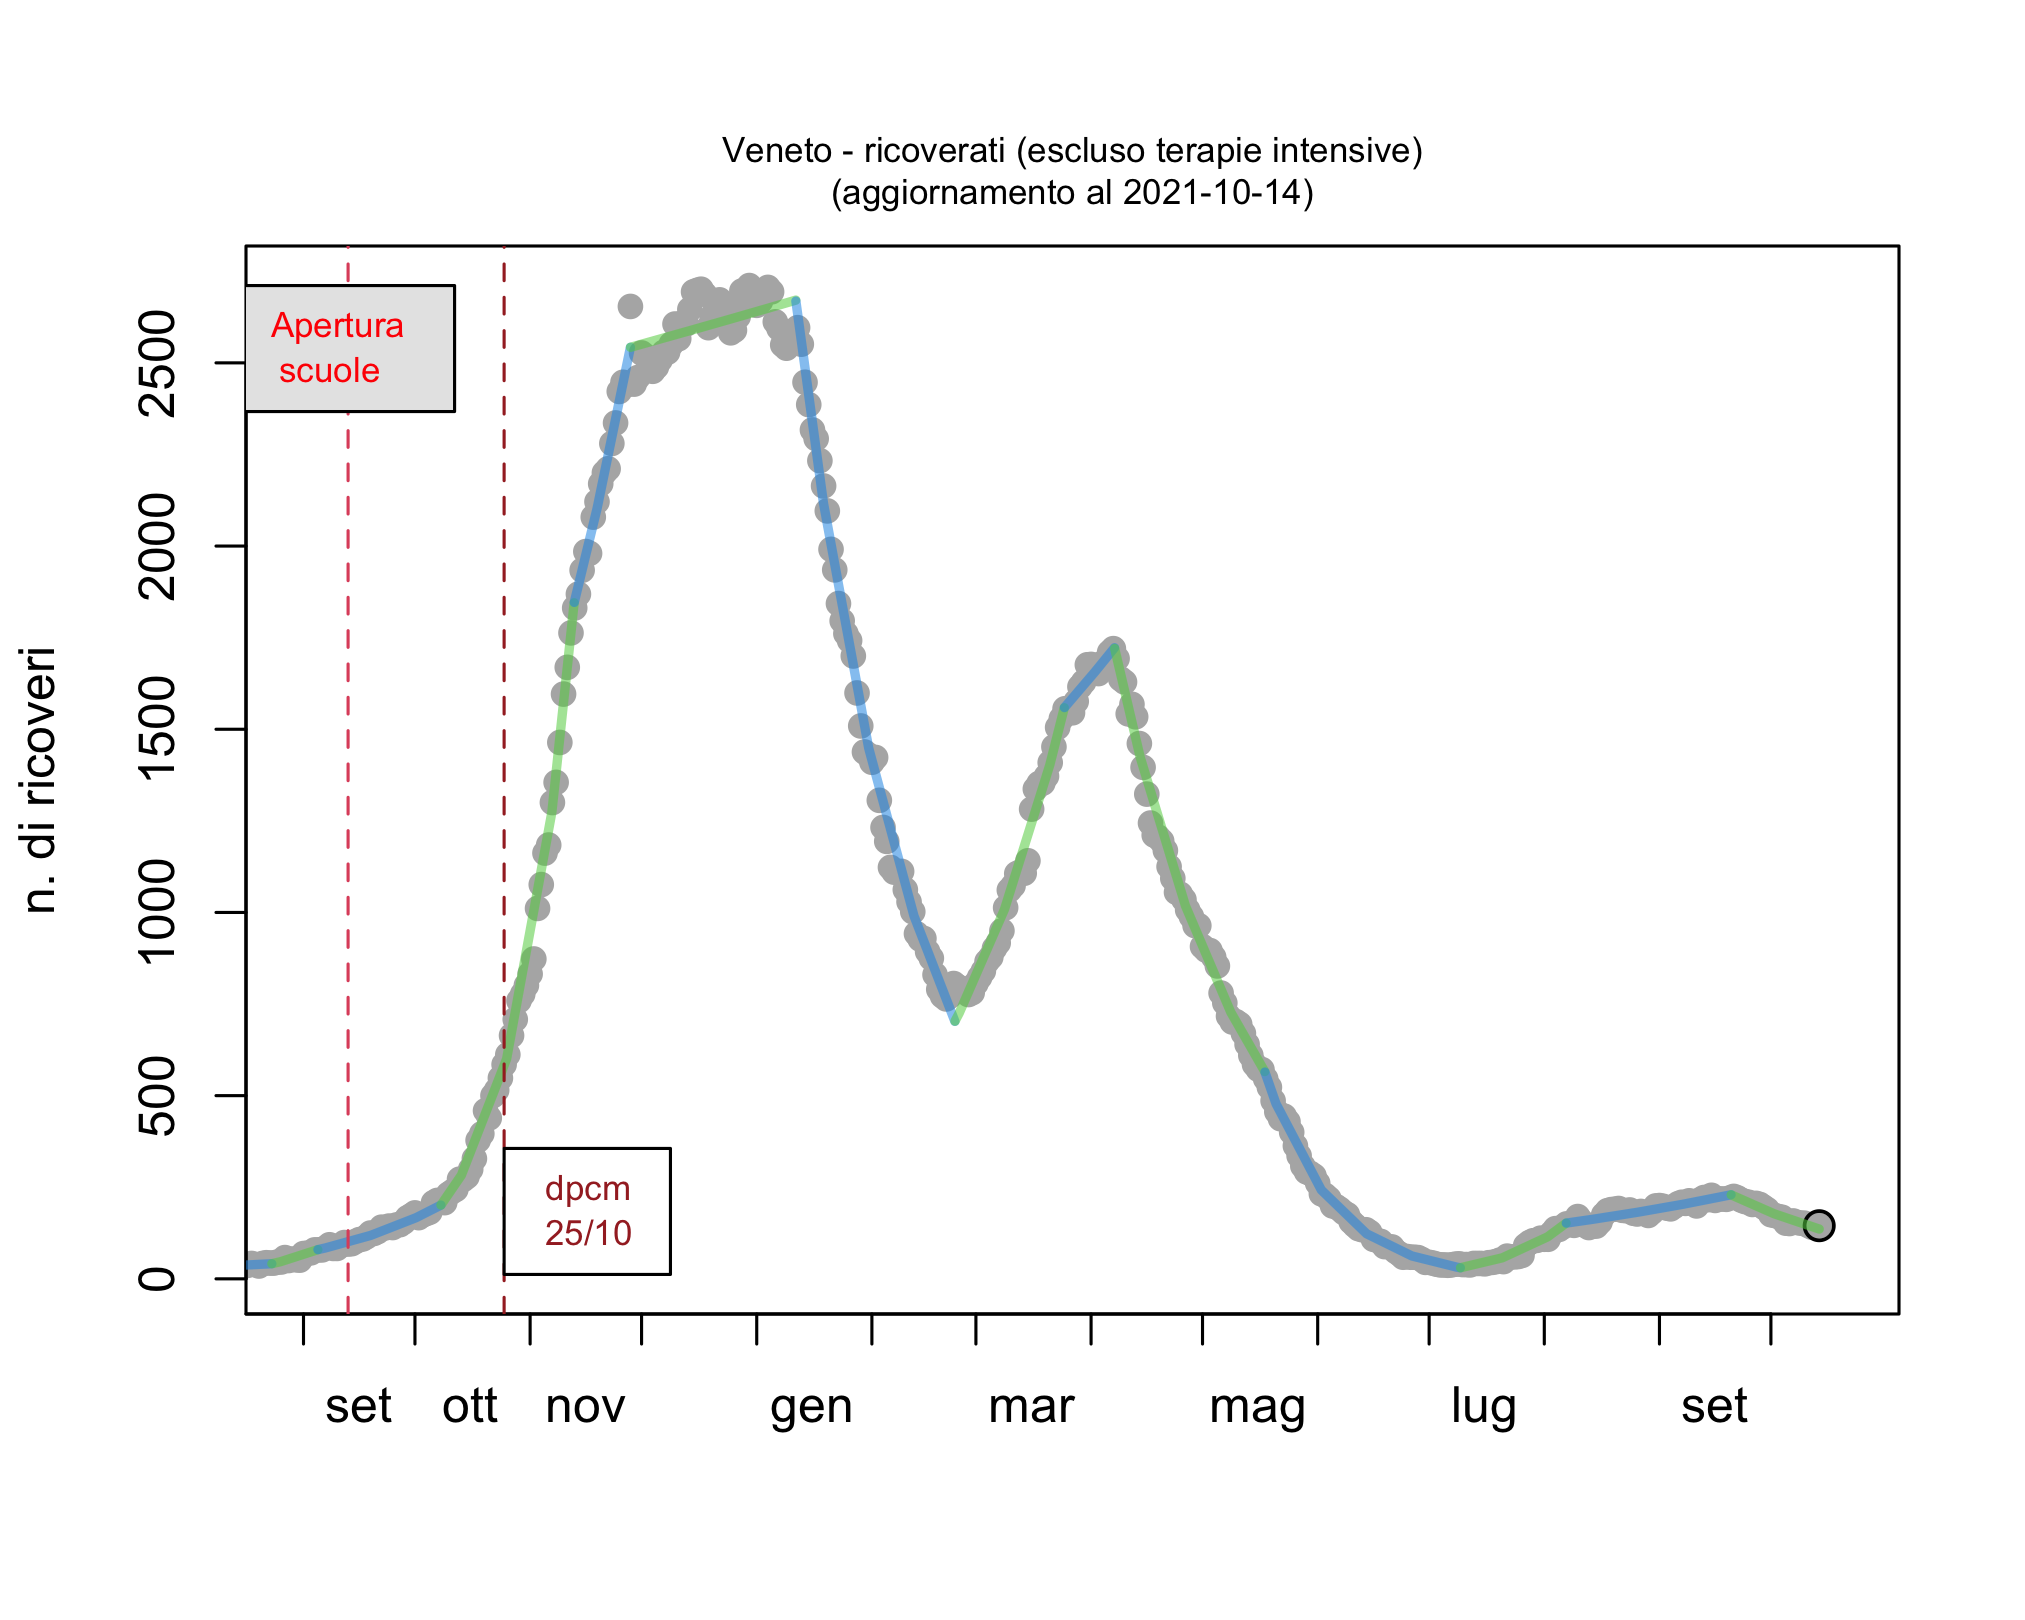 Veneto - ricoverati (escluso terapie intensive)
(aggiornamento al 2021-10-14)
Apertura
scuole
dpcm
25/10
n. di ricoveri
2500
2000
1500
1000
500
0
set ott nov gen mar mag lug set